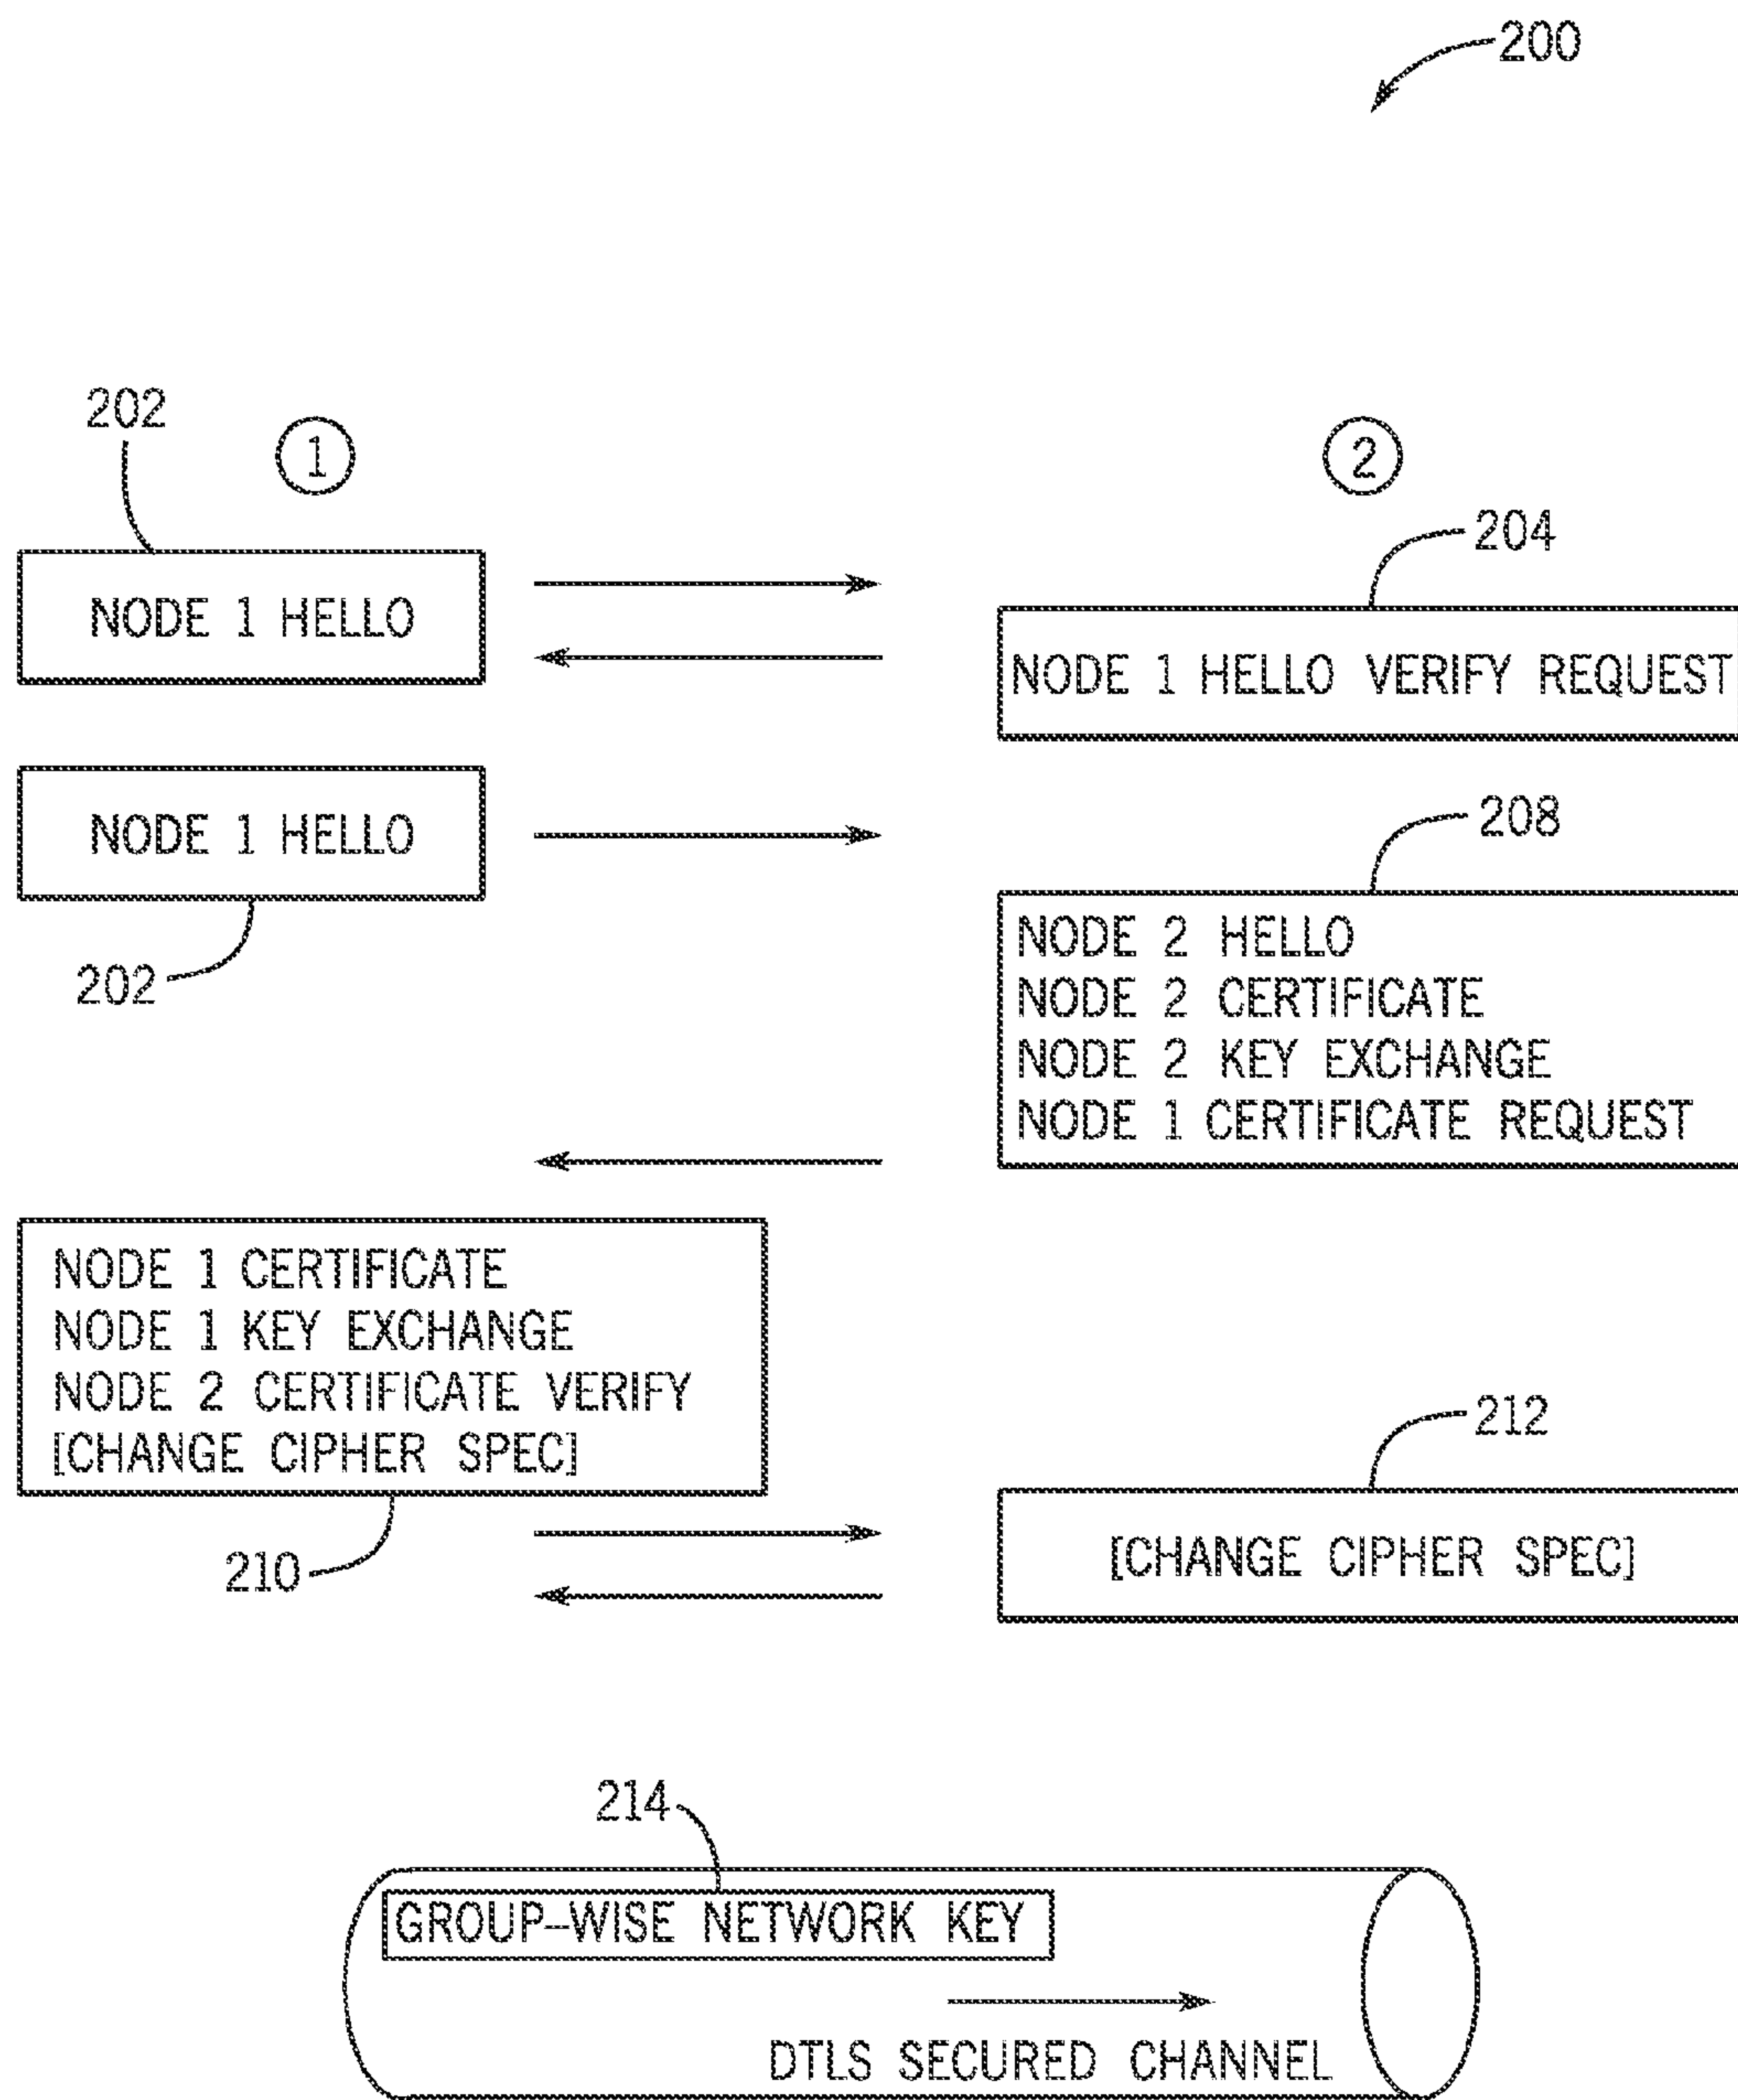 200
202
1
2
204
NODE 1 HELLO
NODE 1 HELLO VERIFY REQUEST
NODE 1 HELLO
208
202
NODE 2 HELLO
NODE 2 CERTIFICATE
NODE 2 KEY EXCHANGE
NODE 1 CERTIFICATE REQUEST
NODE 1 CERTIFICATE
NODE 1 KEY EXCHANGE
NODE 2 CERTIFICATE VERIFY
[CHANGE CIPHER SPEC]
210
212
[CHANGE CIPHER SPEC]
214
GROUP–WISE NETWORK KEY
DTLS SECURED CHANNEL